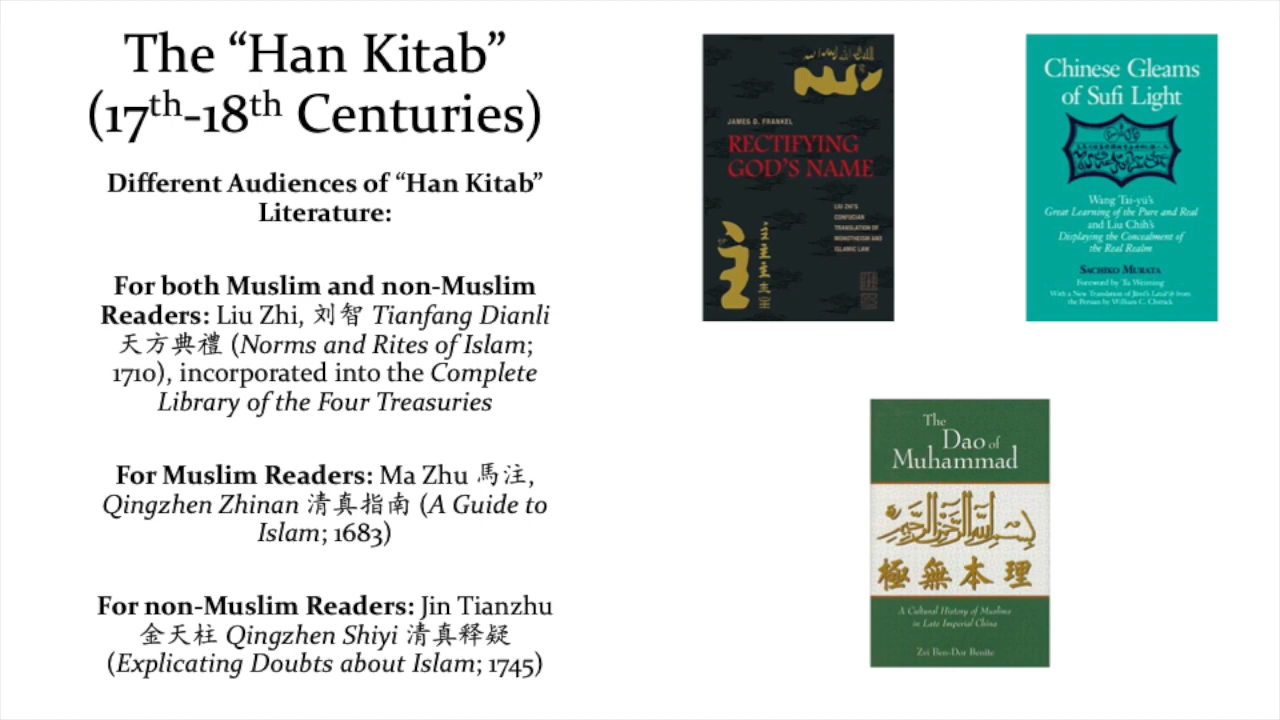 The “Han Kitab”
(17th-18th Centuries)
Different Audiences of “Han Kitab”
Literature:
For both Muslim and non-Muslim
Readers: Liu Zhi, 刘智 Tianfang Dianli
天方典禮 (Norms and Rites of Islam;
1710), incorporated into the Complete
Library of the Four Treasuries
For Muslim Readers: Ma Zhu 馬注,
Qingzhen Zhinan 清真指南 (A Guide to
Islam; 1683)
For non-Muslim Readers: Jin Tianzhu
金天柱 Qingzhen Shiyi 清真释疑
(Explicating Doubts about Islam; 1745)
JAMES D. FRANKEL
RECTIFYING
GOD’S NAME
LIU ZHI’S
CONFUCIAN
TRANSLATION OF
MONOTHEISM AND
ISLAMIC LAW
Chinese Gleams
of Sufi Light
Wang Tai-yü’s
Great Learning of the Pure and Real
and Liu Chih’s
Displaying the Concealment of
the Real Realm
SACHIKO MURATA
Foreword by Tu Weiming
With a New Translation of Jāmī’s Lawā’iḥ from
the Persian by William C. Chittick
The
Dao of
Muhammad
بسم الله الرحمن الرحيم
極 無 本 理
A Cultural History of Muslims
in Late Imperial China
Zvi Ben-Dor Benite